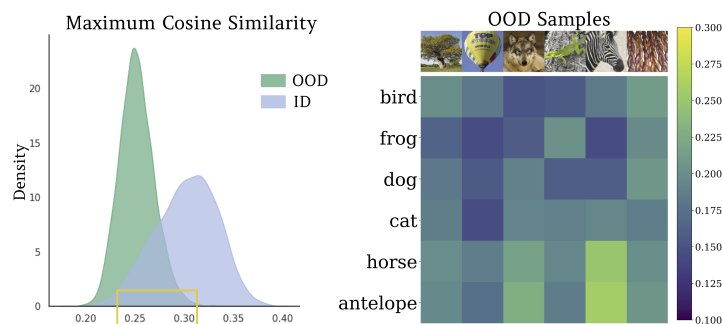 Maximum Cosine Similarity
Density
20
15
10
5
0
0.20
0.25
0.30
0.35
0.40
OOD
ID
OOD Samples
TOP
bird
frog
dog
cat
horse
antelope
0.300
0.275
0.250
0.225
0.200
0.175
0.150
0.125
0.100